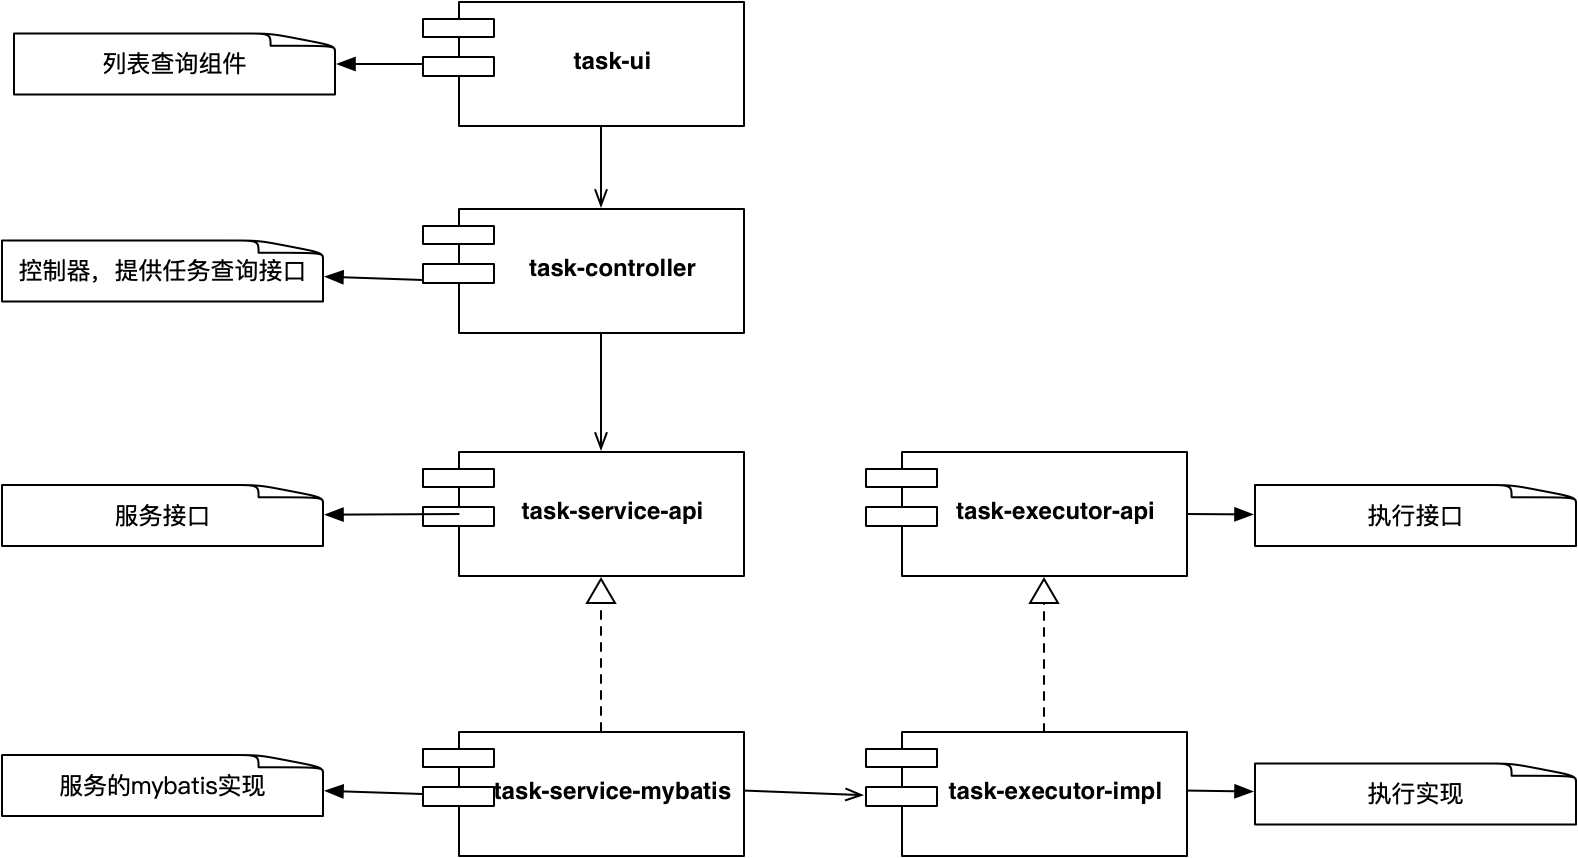 列表查询组件
task-ui
控制器，提供任务查询接口
task-controller
服务接口
task-service-api
task-executor-api
执行接口
服务的mybatis实现
task-service-mybatis
task-executor-impl
执行实现